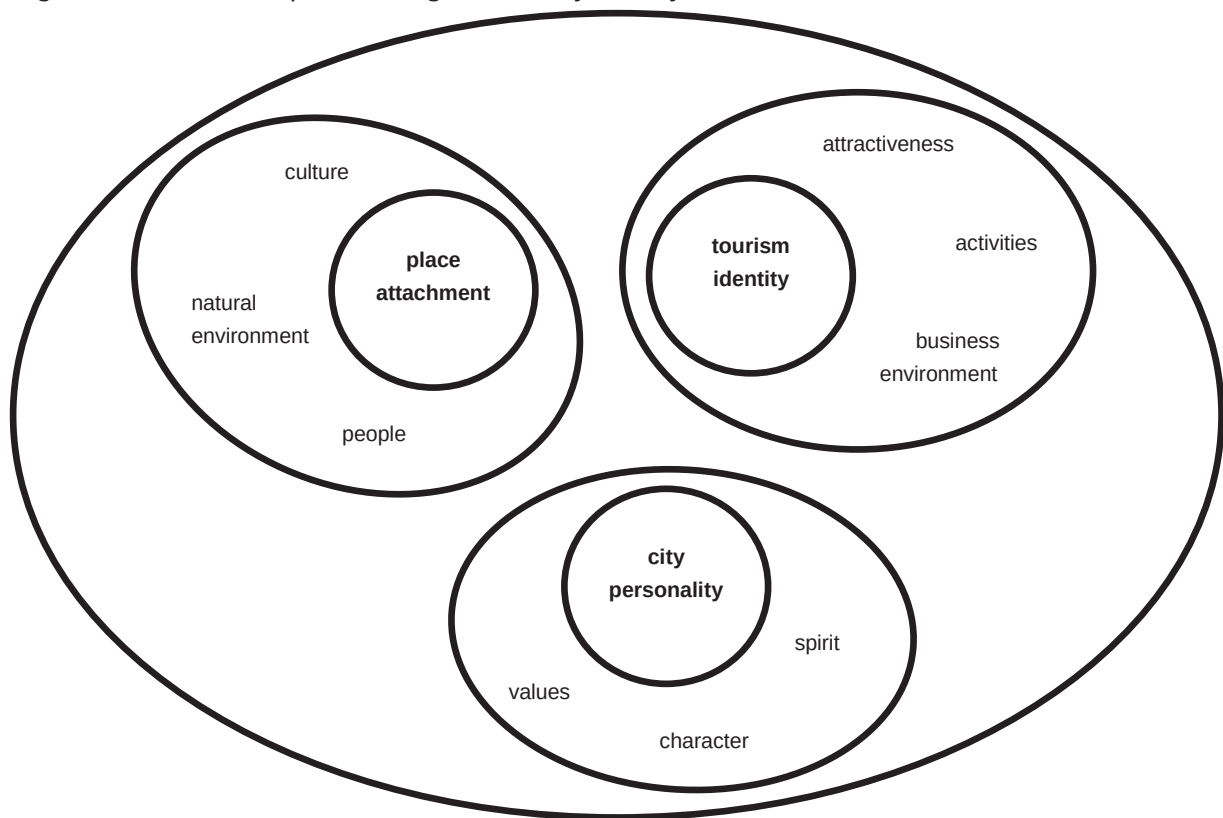 culture
place
attachment
natural
environment
people
attractiveness
tourism
identity
activities
business
environment
city
personality
spirit
values
character